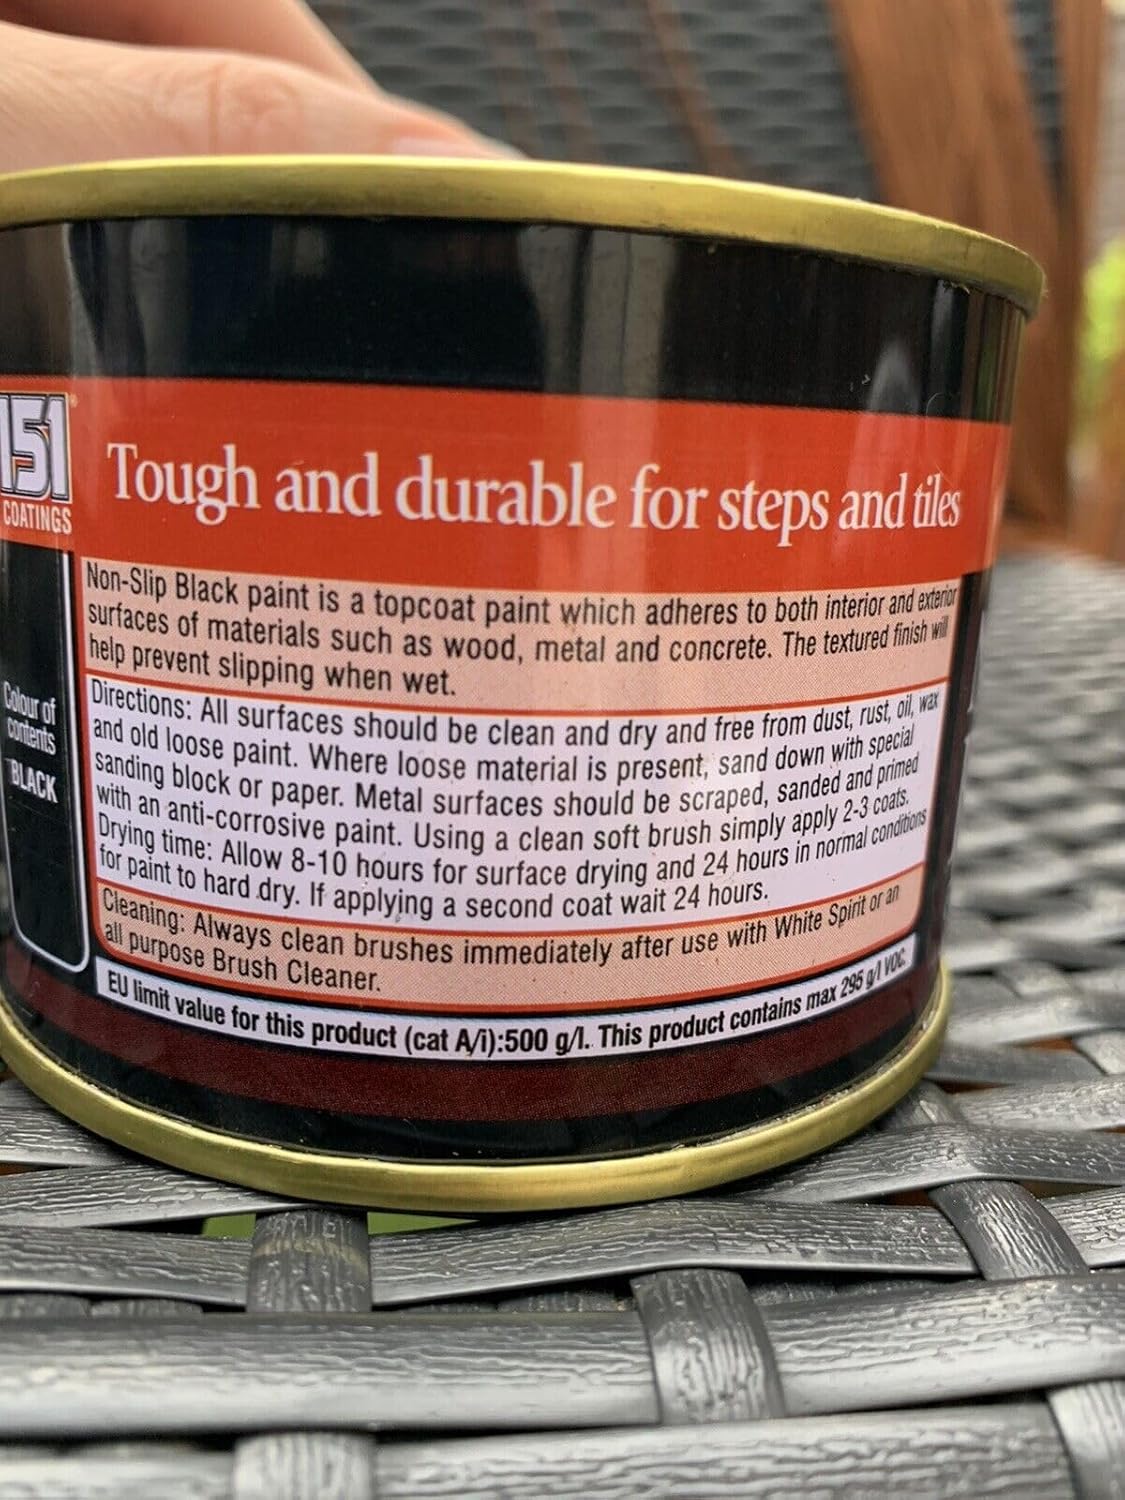 151®
COATINGS
Tough and durable for steps and tiles
Non-Slip Black paint is a topcoat paint which adheres to both interior and exterior
surfaces of materials such as wood, metal and concrete. The textured finish will
help prevent slipping when wet.
Colour of
contents
BLACK
Directions: All surfaces should be clean and dry and free from dust, rust, oil, wax
and old loose paint. Where loose material is present, sand down with special
sanding block or paper. Metal surfaces should be scraped, sanded and primed
with an anti-corrosive paint. Using a clean soft brush simply apply 2-3 coats.
Drying time: Allow 8-10 hours for surface drying and 24 hours in normal conditions
for paint to hard dry. If applying a second coat wait 24 hours.
Cleaning: Always clean brushes immediately after use with White Spirit or an
all purpose Brush Cleaner.
EU limit value for this product (cat A/i):500 g/l. This product contains max 295 g/l VOC.